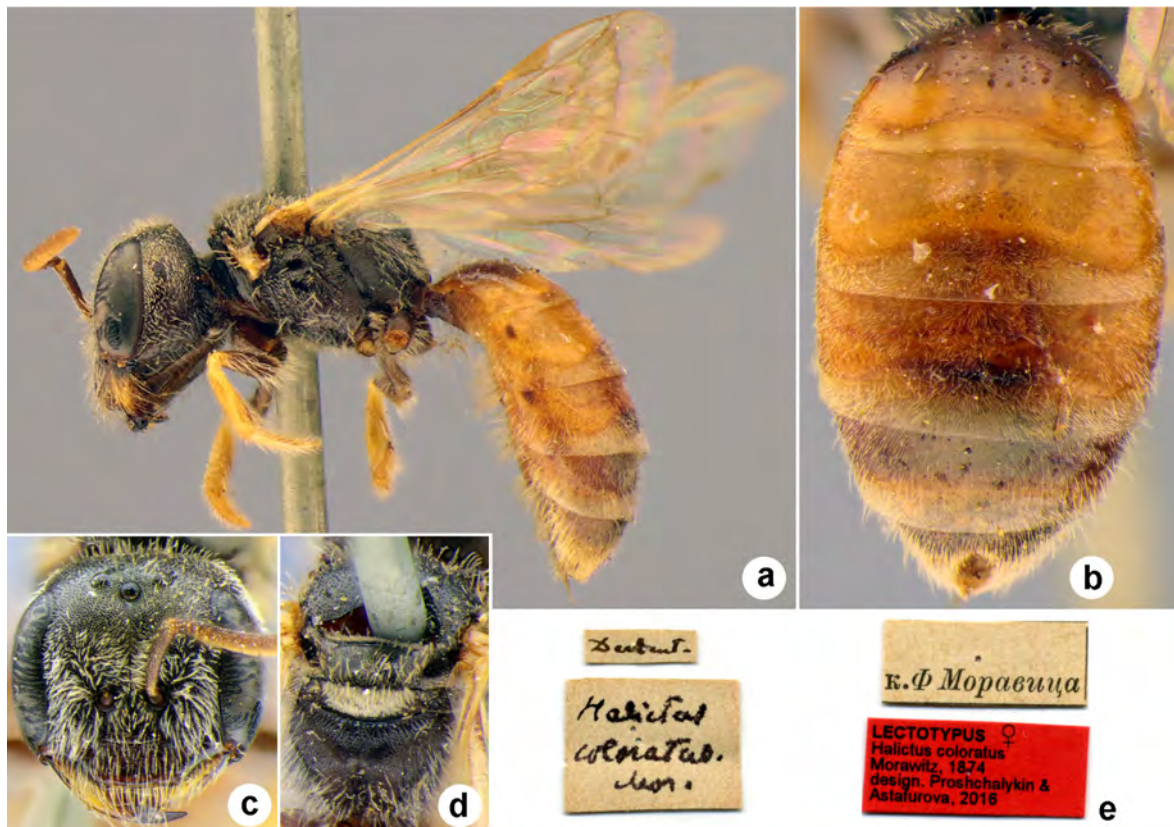 a
b
c
d
Derbent.
Halictus
coloratus.
Mor.
к. Ф Моравица
LECTOTYPUS ♀
Halictus coloratus
Morawitz, 1874
design. Proshchalykin &
Astafurova, 2016
e